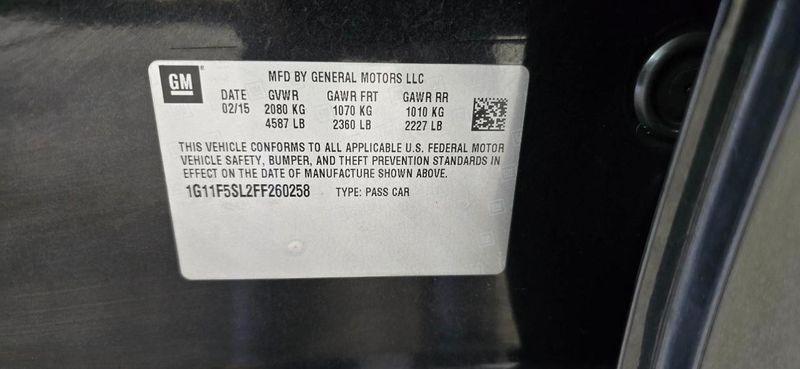 GM
MFD BY GENERAL MOTORS LLC
DATE GVWR GAWR FRT GAWR RR
02/15 2080 KG 1070 KG 1010 KG
4587 LB 2360 LB 2227 LB
THIS VEHICLE CONFORMS TO ALL APPLICABLE U.S. FEDERAL MOTOR
VEHICLE SAFETY, BUMPER, AND THEFT PREVENTION STANDARDS IN
EFFECT ON THE DATE OF MANUFACTURE SHOWN ABOVE.
1G11F5SL2FF260258 TYPE: PASS CAR